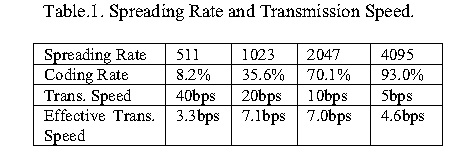 Table.1. Spreading Rate and Transmission Speed.
Spreading Rate 511 1023 2047 4095
Coding Rate 8.2% 35.6% 70.1% 93.0%
Trans. Speed 40bps 20bps 10bps 5bps
Effective Trans. 3.3bps 7.1bps 7.0bps 4.6bps
Speed